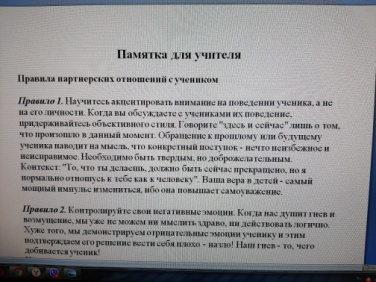 Памятка для учителя
Правила партнерских отношений с учеником
Правило 1. Научитесь акцентировать внимание на поведении ученика, а не
на его личности. Когда вы обсуждаете с учениками их поведение,
придерживайтесь объективного стиля. Говорите "здесь и сейчас" лишь о том,
что произошло в данный момент. Обращение к прошлому или будущему
ученика наводит на мысль, что конкретный поступок - нечто неизбежное и
неисправимое. Необходимо быть твердым, но доброжелательным.
Контекст: "То, что ты делаешь, должно быть сейчас прекращено, но я
нормально отношусь к тебе как к человеку". Ваша вера в детей - самый
мощный импульс измениться, ибо она повышает самоуважение.
Правило 2. Контролируйте свои негативные эмоции. Когда нас душит гнев и
возмущение, мы уже не можем ни мыслить здраво, ни действовать логично.
Хуже того, мы демонстрируем отрицательные эмоции ученику и этим
подтверждаем его решение вести себя плохо - назло! Наш гнев - то, чего
добивается ученик!